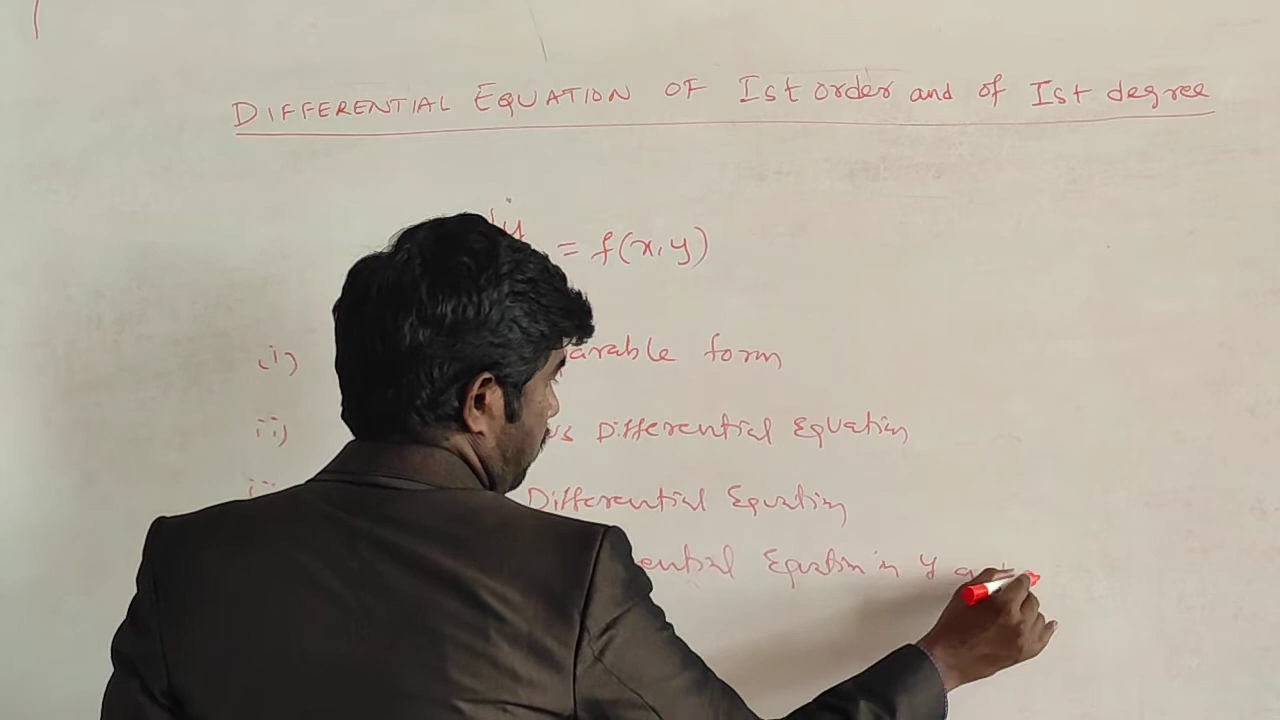 DIFFERENTIAL EQUATION OF Ist order and of Ist degree
dy = f(x,y)
(i) arable form
ii) us Differential Equation
Differential Equation
ential Equation in y